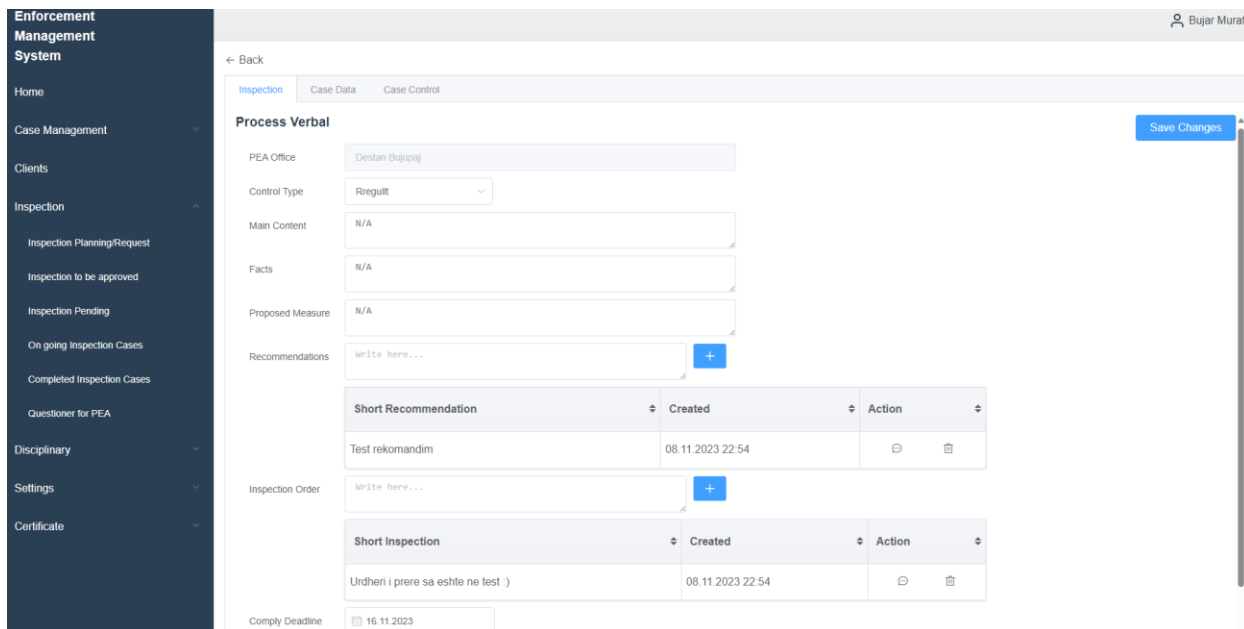 Enforcement
Management
System
Home
Case Management
Clients
Inspection
Inspection Planning/Request
Inspection to be approved
Inspection Pending
On going Inspection Cases
Completed Inspection Cases
Questioner for PEA
Disciplinary
Settings
Certificate
Bujar Murat
← Back
Inspection Case Data Case Control
Process Verbal
Save Changes
PEA Office Destan Bujupaj
Control Type Rregullt
Main Content N/A
Facts N/A
Proposed Measure N/A
Recommendations Write here... +
Short Recommendation Created Action
Test rekomandim 08.11.2023 22:54
Inspection Order Write here... +
Short Inspection Created Action
Urdheri i prere sa eshte ne test :) 08.11.2023 22:54
Comply Deadline 16.11.2023